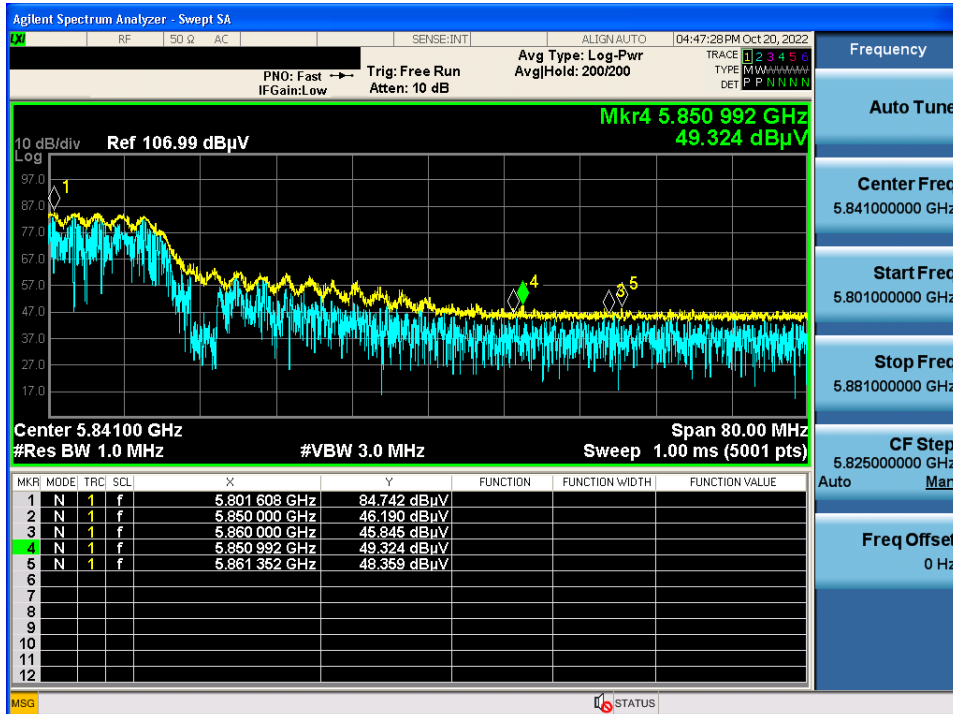 Agilent Spectrum Analyzer - Swept SA
LXI RF 50 Ω AC SENSE:INT ALIGN AUTO 04:47:28 PM Oct 20, 2022
PNO: Fast
IFGain:Low
Trig: Free Run
Atten: 10 dB
Avg Type: Log-Pwr
Avg|Hold: 200/200
TRACE 1 2 3 4 5 6
TYPE MWWWWW
DET P P N N N N
Mkr4 5.850 992 GHz
49.324 dBµV
10 dB/div Ref 106.99 dBµV
Log
97.0
87.0
77.0
67.0
57.0
47.0
37.0
27.0
17.0
1
4
3
5
Center 5.84100 GHz Span 80.00 MHz
#Res BW 1.0 MHz #VBW 3.0 MHz Sweep 1.00 ms (5001 pts)
MKR MODE TRC SCL X Y FUNCTION FUNCTION WIDTH FUNCTION VALUE
1 N 1 f 5.801 608 GHz 84.742 dBµV
2 N 1 f 5.850 000 GHz 46.190 dBµV
3 N 1 f 5.860 000 GHz 45.845 dBµV
4 N 1 f 5.850 992 GHz 49.324 dBµV
5 N 1 f 5.861 352 GHz 48.359 dBµV
6
7
8
9
10
11
12
MSG STATUS
Frequency
Auto Tune
Center Freq
5.841000000 GHz
Start Freq
5.801000000 GHz
Stop Freq
5.881000000 GHz
CF Step
5.825000000 GHz
Auto Man
Freq Offset
0 Hz